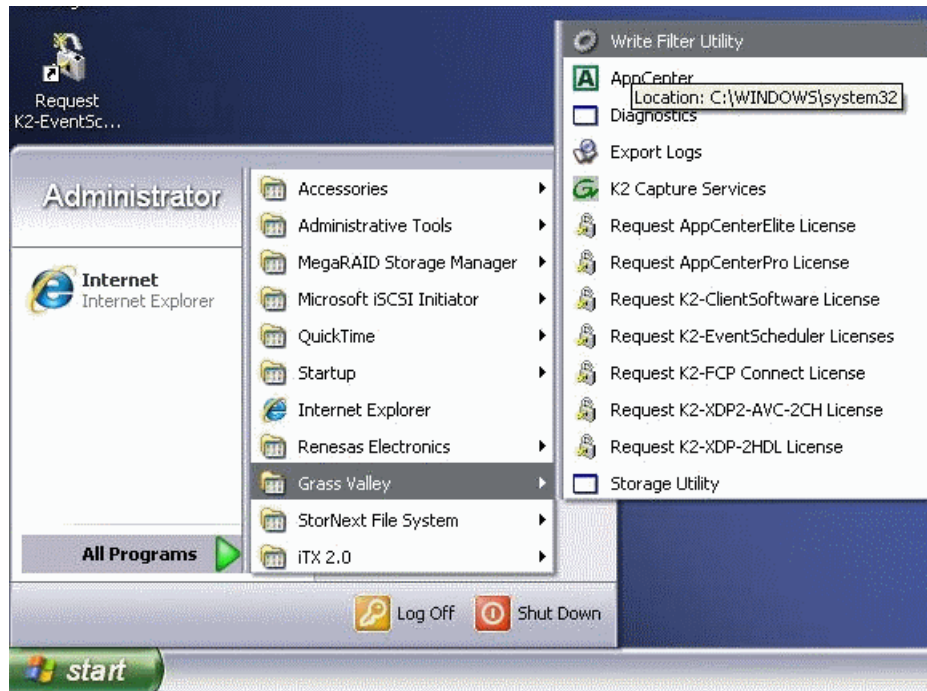 Request
K2-EventSc...
Administrator
Internet
Internet Explorer
All Programs
Accessories
Administrative Tools
MegaRAID Storage Manager
Microsoft iSCSI Initiator
QuickTime
Startup
Internet Explorer
Renesas Electronics
Grass Valley
StorNext File System
iTX 2.0
Write Filter Utility
AppCenter
Location: C:\WINDOWS\system32
Diagnostics
Export Logs
K2 Capture Services
Request AppCenterElite License
Request AppCenterPro License
Request K2-ClientSoftware License
Request K2-EventScheduler Licenses
Request K2-FCP Connect License
Request K2-XDP2-AVC-2CH License
Request K2-XDP-2HDL License
Storage Utility
Log Off
Shut Down
start